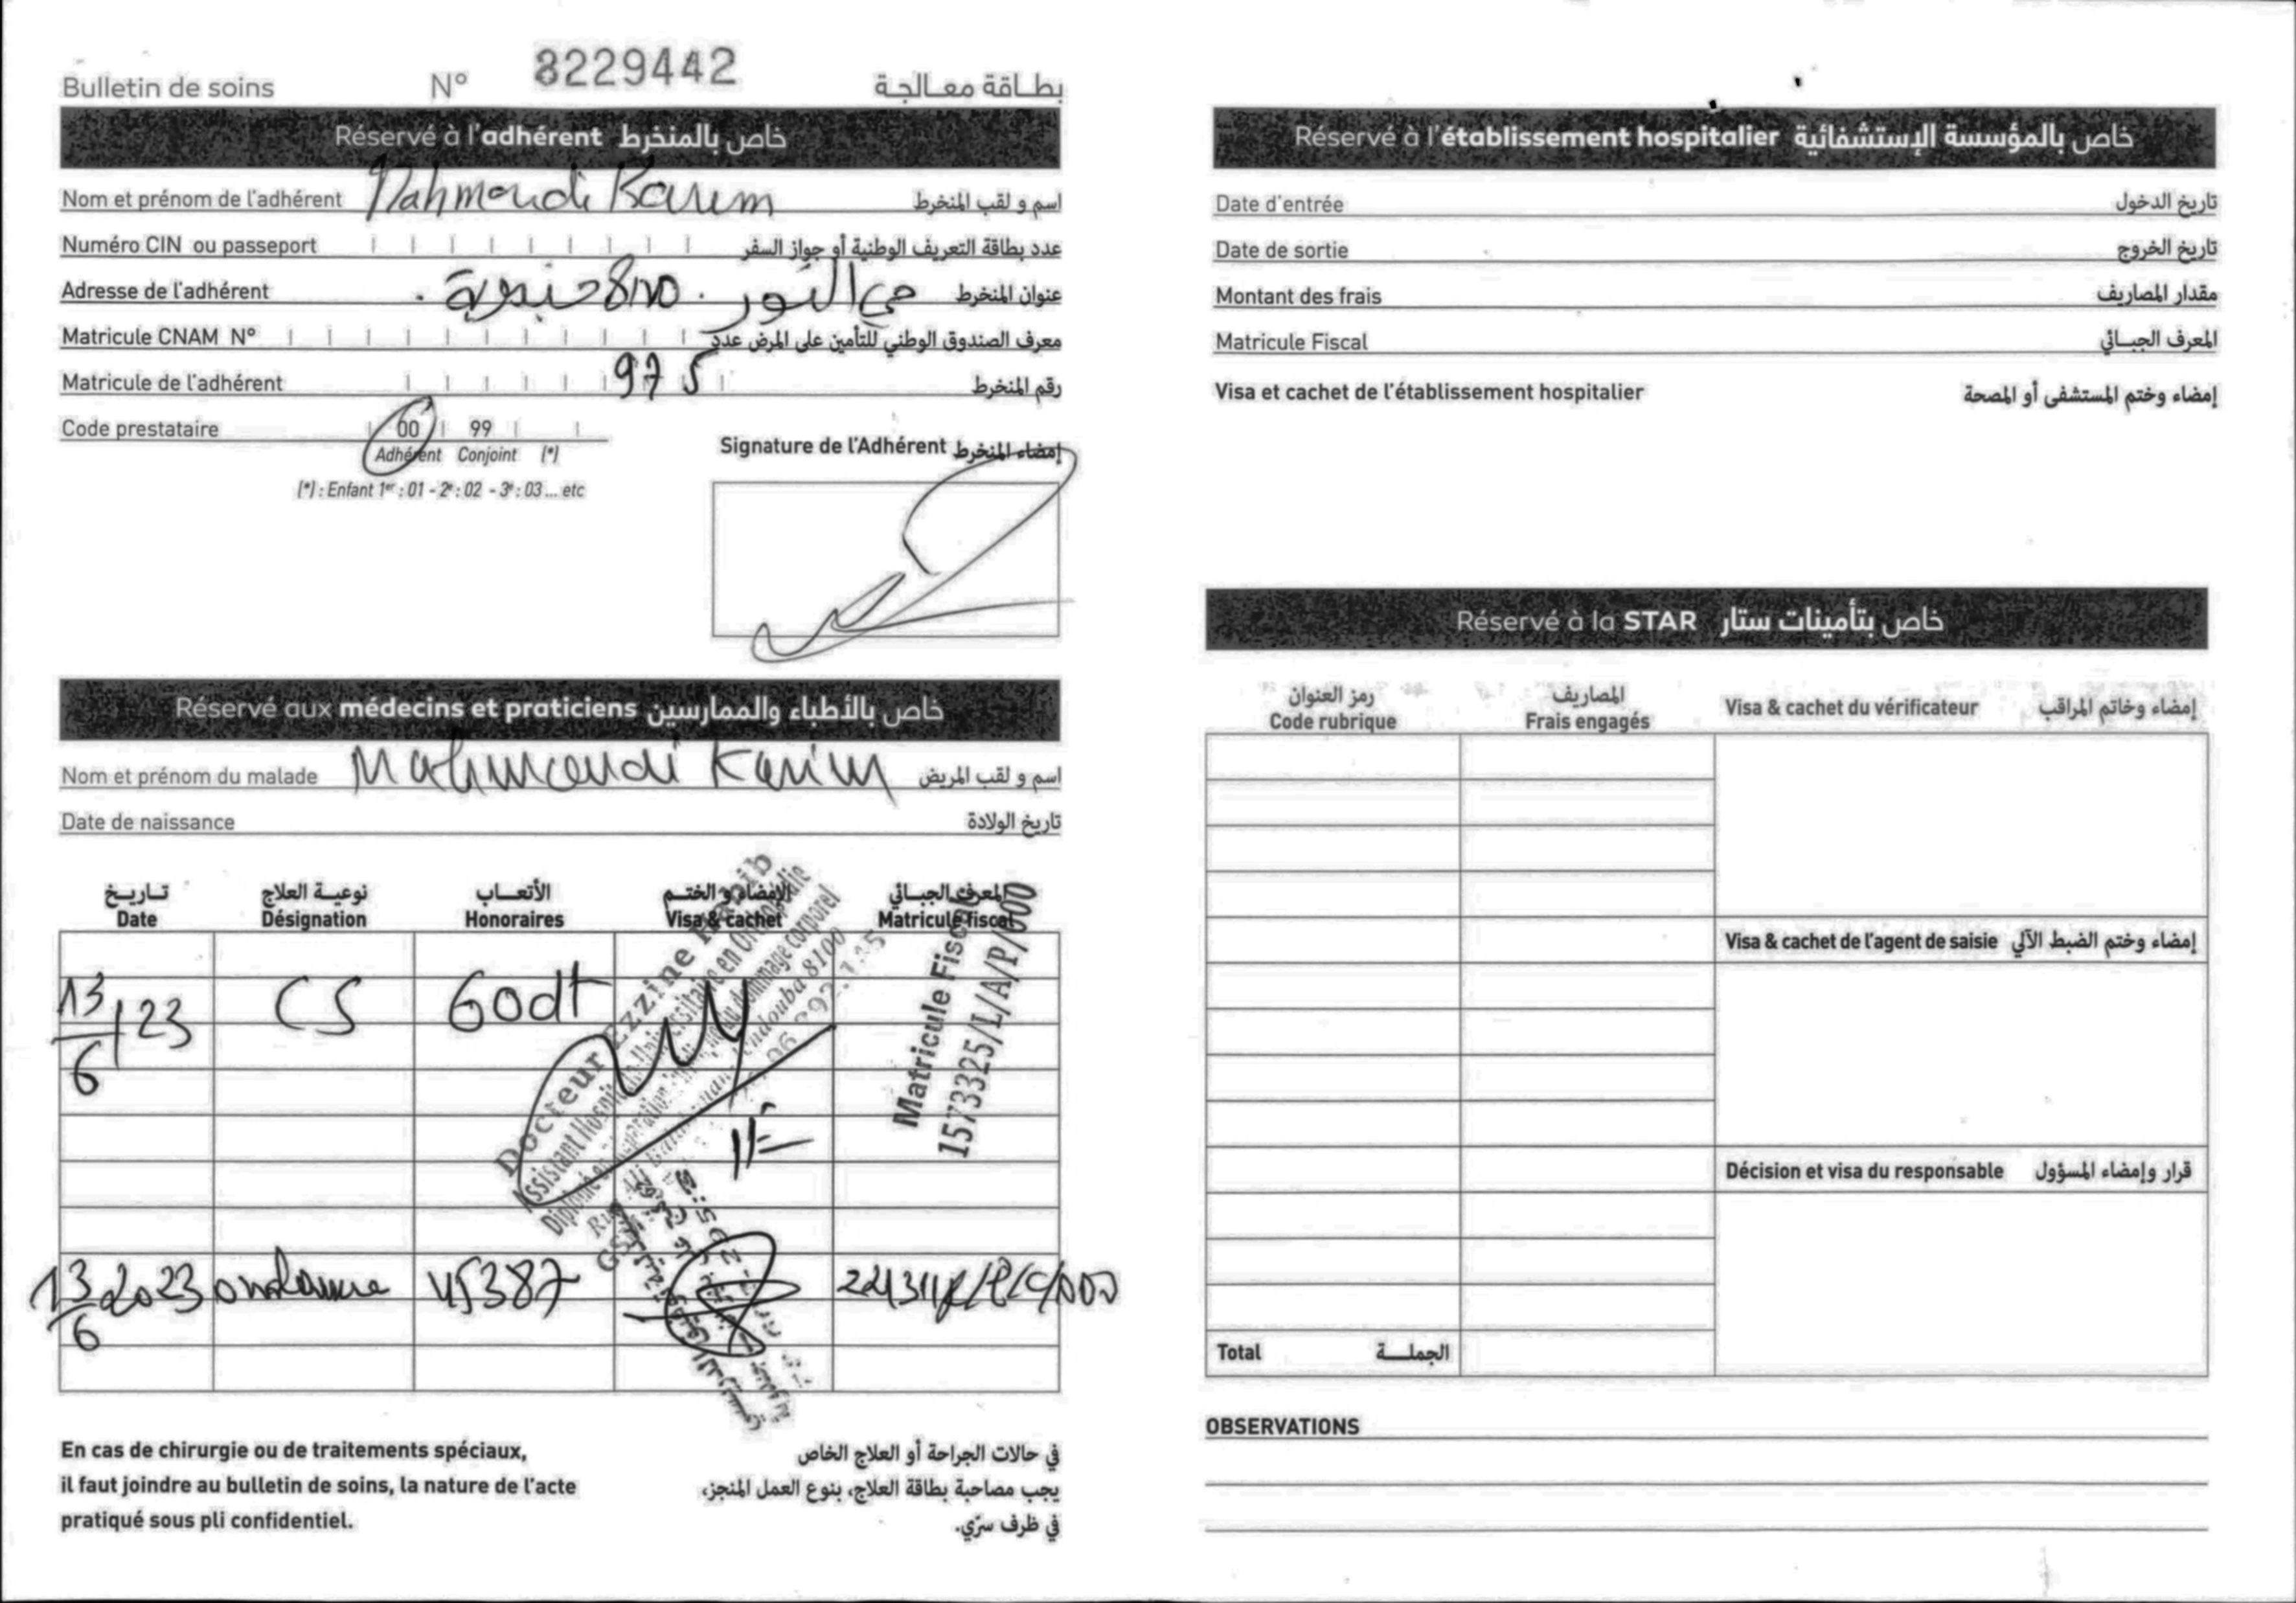 Bulletin de soins N° 8229442 بطاقة معالجة
Réservé à l'adhérent خاص بالمنخرط
Nom et prénom de l'adhérent Mahmoudi Karim اسم و لقب المنخرط
Numéro CIN ou passeport عدد بطاقة التعريف الوطنية أو جواز السفر
Adresse de l'adhérent حي النور . 8110 عنوان المنخرط
Matricule CNAM N° معرف الصندوق الوطني للتأمين على المرض عدد
Matricule de l'adhérent 975 رقم المنخرط
Code prestataire 00 99
Adhérent Conjoint (*)
(*) : Enfant 1er : 01 - 2e : 02 - 3e : 03 ... etc
Signature de l'Adhérent إمضاء المنخرط
Réservé aux médecins et praticiens خاص بالأطباء والممارسين
Nom et prénom du malade Mahmoudi Karim اسم و لقب المريض
Date de naissance تاريخ الولادة
تاريخ نوعية العلاج الأتعاب الإمضاء و الختم المعرف الجبائي
Date Désignation Honoraires Visa & cachet Matricule fiscal
13/6/23 CS 60dt
Docteur Ezzine Habib
Assistant Hospitalo-Universitaire en Orthopédie
dommage corporel
8100
Matricule Fiscal
1573325/L/A/P/000
13/6 2023 ordonnance 45387
En cas de chirurgie ou de traitements spéciaux,
il faut joindre au bulletin de soins, la nature de l'acte
pratiqué sous pli confidentiel.
في حالات الجراحة أو العلاج الخاص
يجب مصاحبة بطاقة العلاج، بنوع العمل المنجز،
في ظرف سرّي.
Réservé à l'établissement hospitalier خاص بالمؤسسة الإستشفائية
Date d'entrée تاريخ الدخول
Date de sortie تاريخ الخروج
Montant des frais مقدار المصاريف
Matricule Fiscal المعرف الجبائي
Visa et cachet de l'établissement hospitalier إمضاء وختم المستشفى أو المصحة
Réservé à la STAR خاص بتأمينات ستار
رمز العنوان المصاريف
Code rubrique Frais engagés
Visa & cachet du vérificateur إمضاء وخاتم المراقب
Visa & cachet de l'agent de saisie إمضاء وختم الضبط الآلي
Décision et visa du responsable قرار وإمضاء المسؤول
Total الجملة
OBSERVATIONS